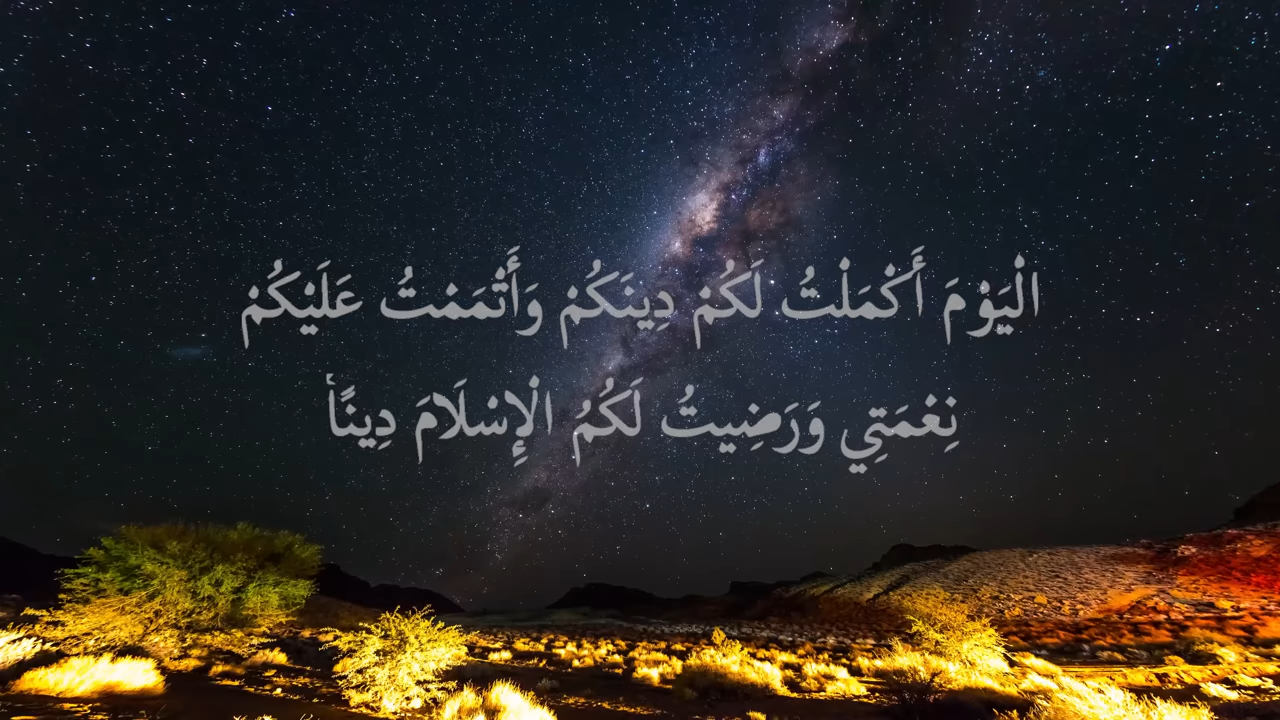 الْيَوْمَ أَكْمَلْتُ لَكُمْ دِينَكُمْ وَأَتْمَمْتُ عَلَيْكُمْ
نِعْمَتِي وَرَضِيتُ لَكُمُ الْإِسْلَامَ دِينًاۚ